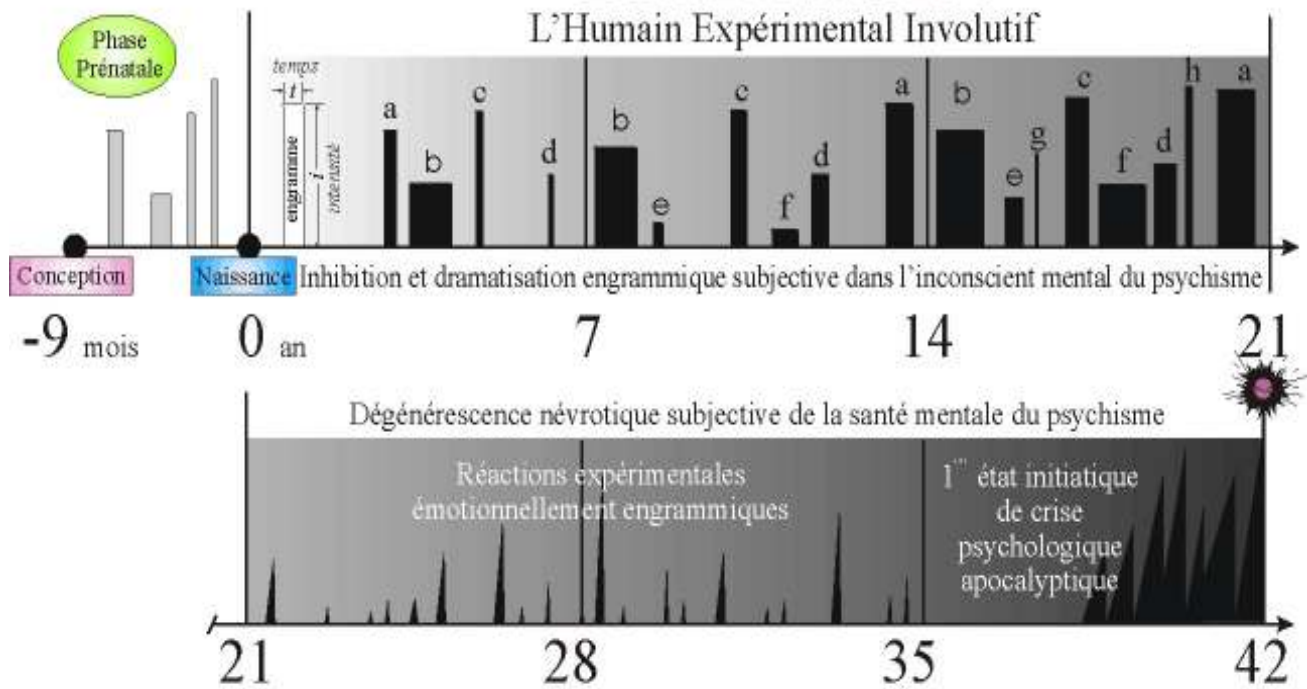 L'Humain Expérimental Involutif
Phase
Prénatale
temps
t
engramme
i
intensité
a
b
c
d
b
e
c
f
d
a
b
e
g
c
f
d
h
a
Conception
Naissance
Inhibition et dramatisation engrammique subjective dans l'inconscient mental du psychisme
-9 mois
0 an
7
14
21
Dégénérescence névrotique subjective de la santé mentale du psychisme
Réactions expérimentales
émotionnellement engrammiques
état initiatique
de crise
psychologique
apocalyptique
21
28
35
42